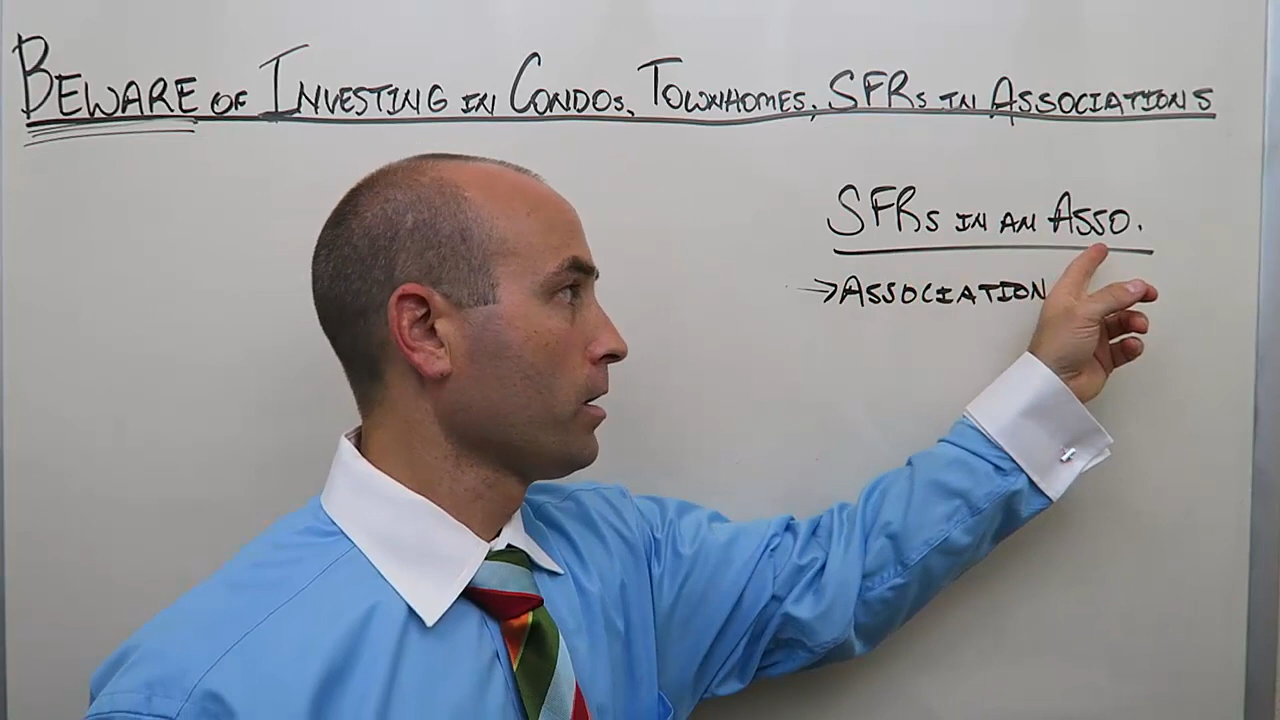 BEWARE OF INVESTING IN CONDOS, TOWNHOMES, SFRS IN ASSOCIATIONS
SFRS IN AN ASSO.
→ASSOCIATION